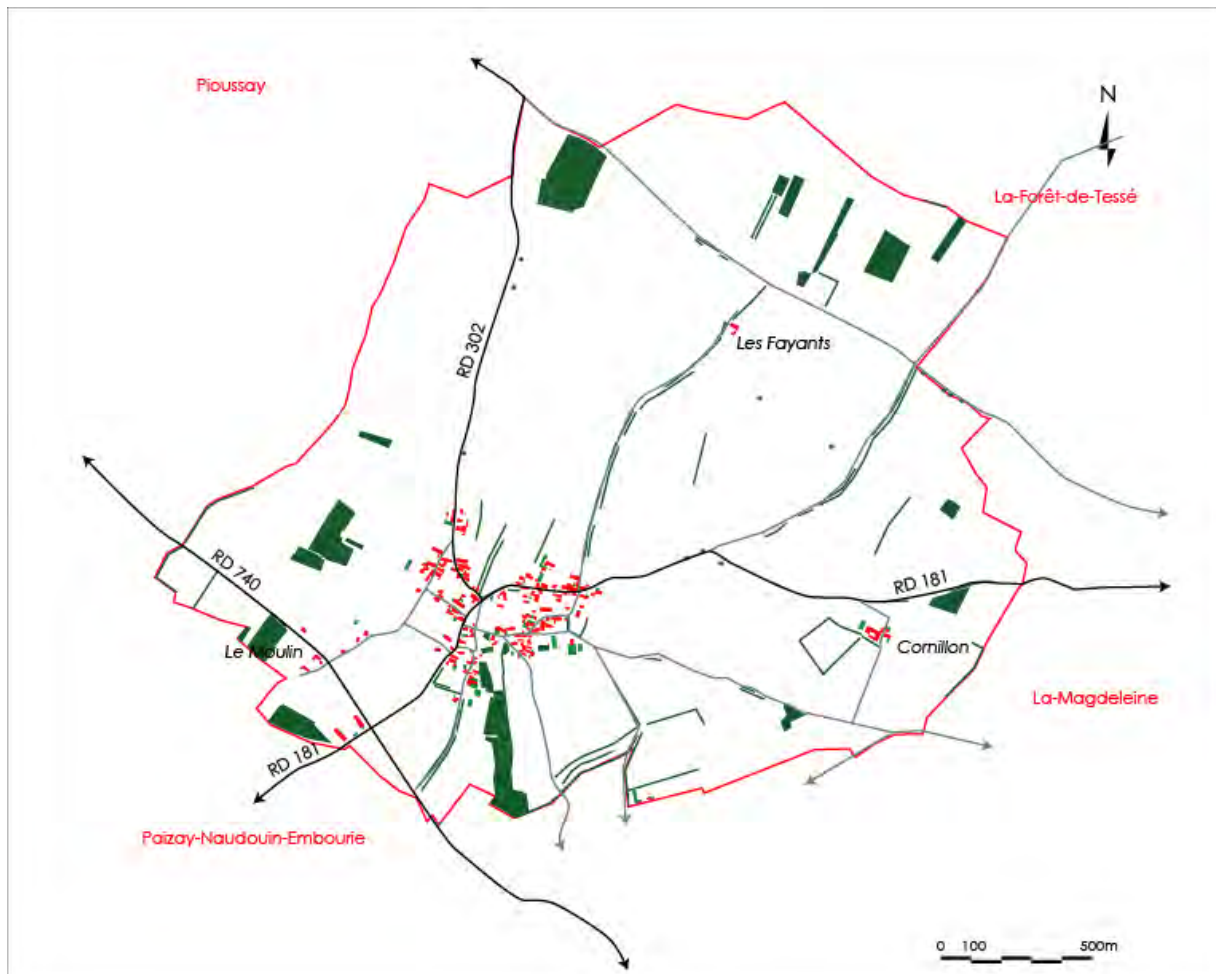 Pioussay
N
La-Forêt-de-Tessé
RD 302
Les Fayants
RD 740
RD 181
Le Moulin
Cornillon
La-Magdeleine
RD 181
Paizay-Naudouin-Embourie
0 100 500m